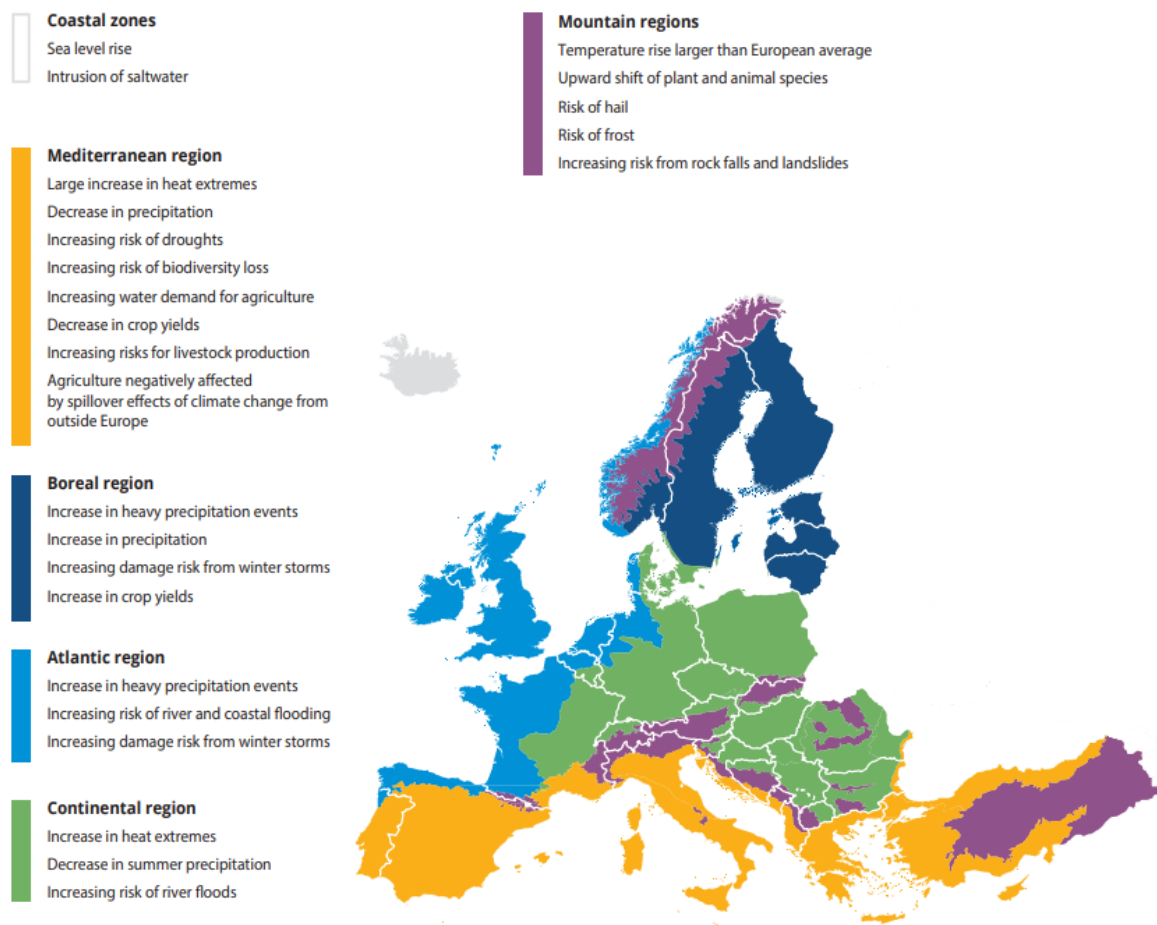 Coastal zones
Sea level rise
Intrusion of saltwater
Mountain regions
Temperature rise larger than European average
Upward shift of plant and animal species
Risk of hail
Risk of frost
Increasing risk from rock falls and landslides
Mediterranean region
Large increase in heat extremes
Decrease in precipitation
Increasing risk of droughts
Increasing risk of biodiversity loss
Increasing water demand for agriculture
Decrease in crop yields
Increasing risks for livestock production
Agriculture negatively affected
by spillover effects of climate change from
outside Europe
Boreal region
Increase in heavy precipitation events
Increase in precipitation
Increasing damage risk from winter storms
Increase in crop yields
Atlantic region
Increase in heavy precipitation events
Increasing risk of river and coastal flooding
Increasing damage risk from winter storms
Continental region
Increase in heat extremes
Decrease in summer precipitation
Increasing risk of river floods